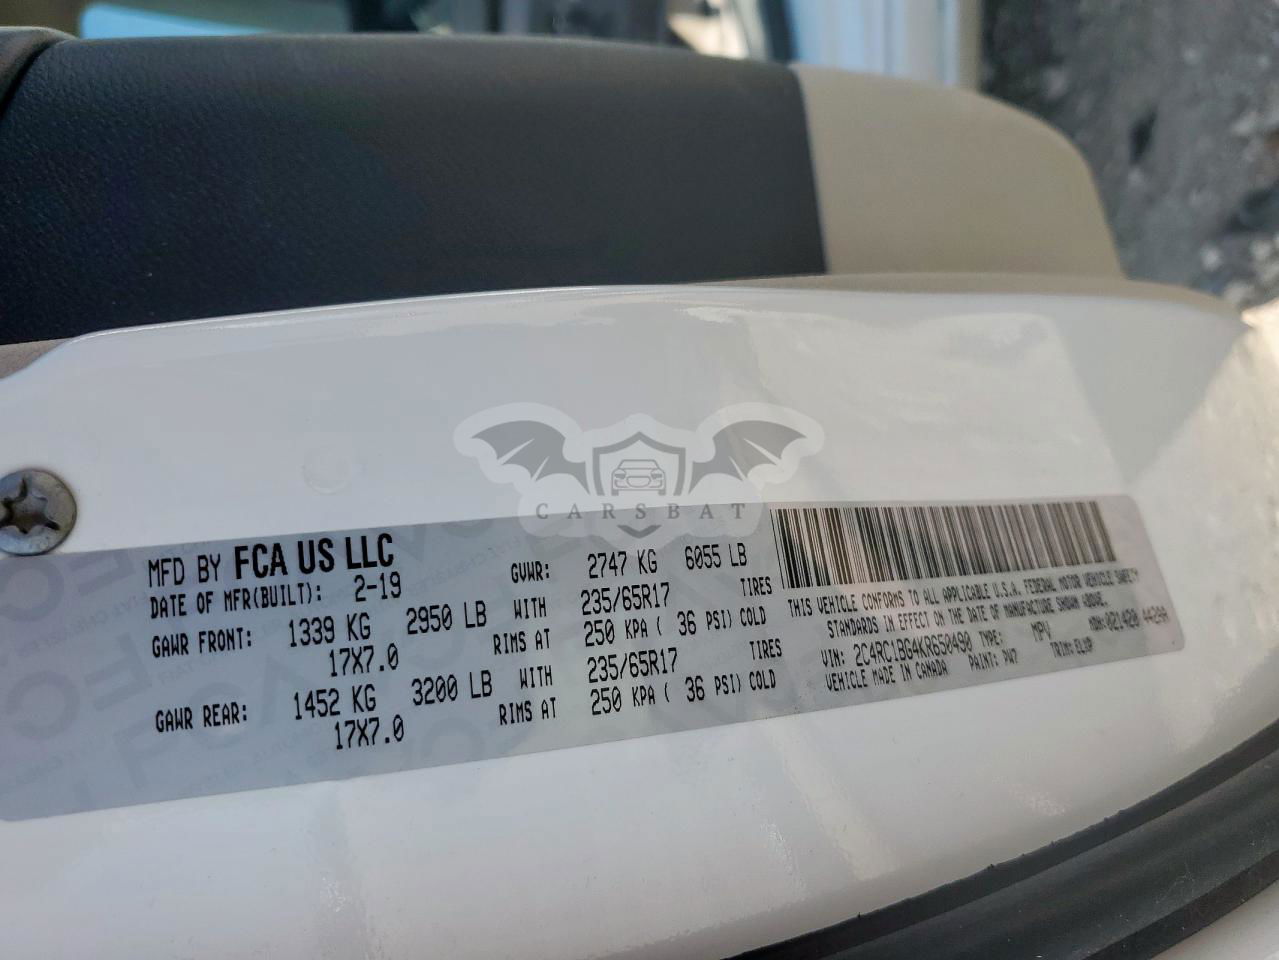 CARSBAT
MFD BY FCA US LLC
DATE OF MFR(BUILT): 2-19
GVWR: 2747 KG 6055 LB
GAWR FRONT: 1339 KG 2950 LB WITH 235/65R17 TIRES
17X7.0 RIMS AT 250 KPA ( 36 PSI) COLD
GAWR REAR: 1452 KG 3200 LB WITH 235/65R17 TIRES
17X7.0 RIMS AT 250 KPA ( 36 PSI) COLD
THIS VEHICLE CONFORMS TO ALL APPLICABLE U.S.A. FEDERAL MOTOR VEHICLE SAFETY
STANDARDS IN EFFECT ON THE DATE OF MANUFACTURE SHOWN ABOVE.
VIN: 2C4RC1BG4KR650490 TYPE: MPV
VEHICLE MADE IN CANADA PAINT: PW7 TRIM: